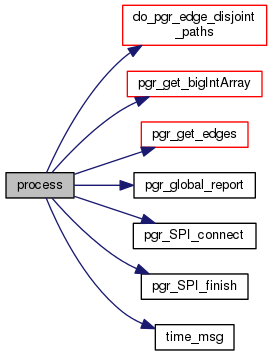 do_pgr_edge_disjoint
_paths
pgr_get_bigIntArray
pgr_get_edges
process
pgr_global_report
pgr_SPI_connect
pgr_SPI_finish
time_msg